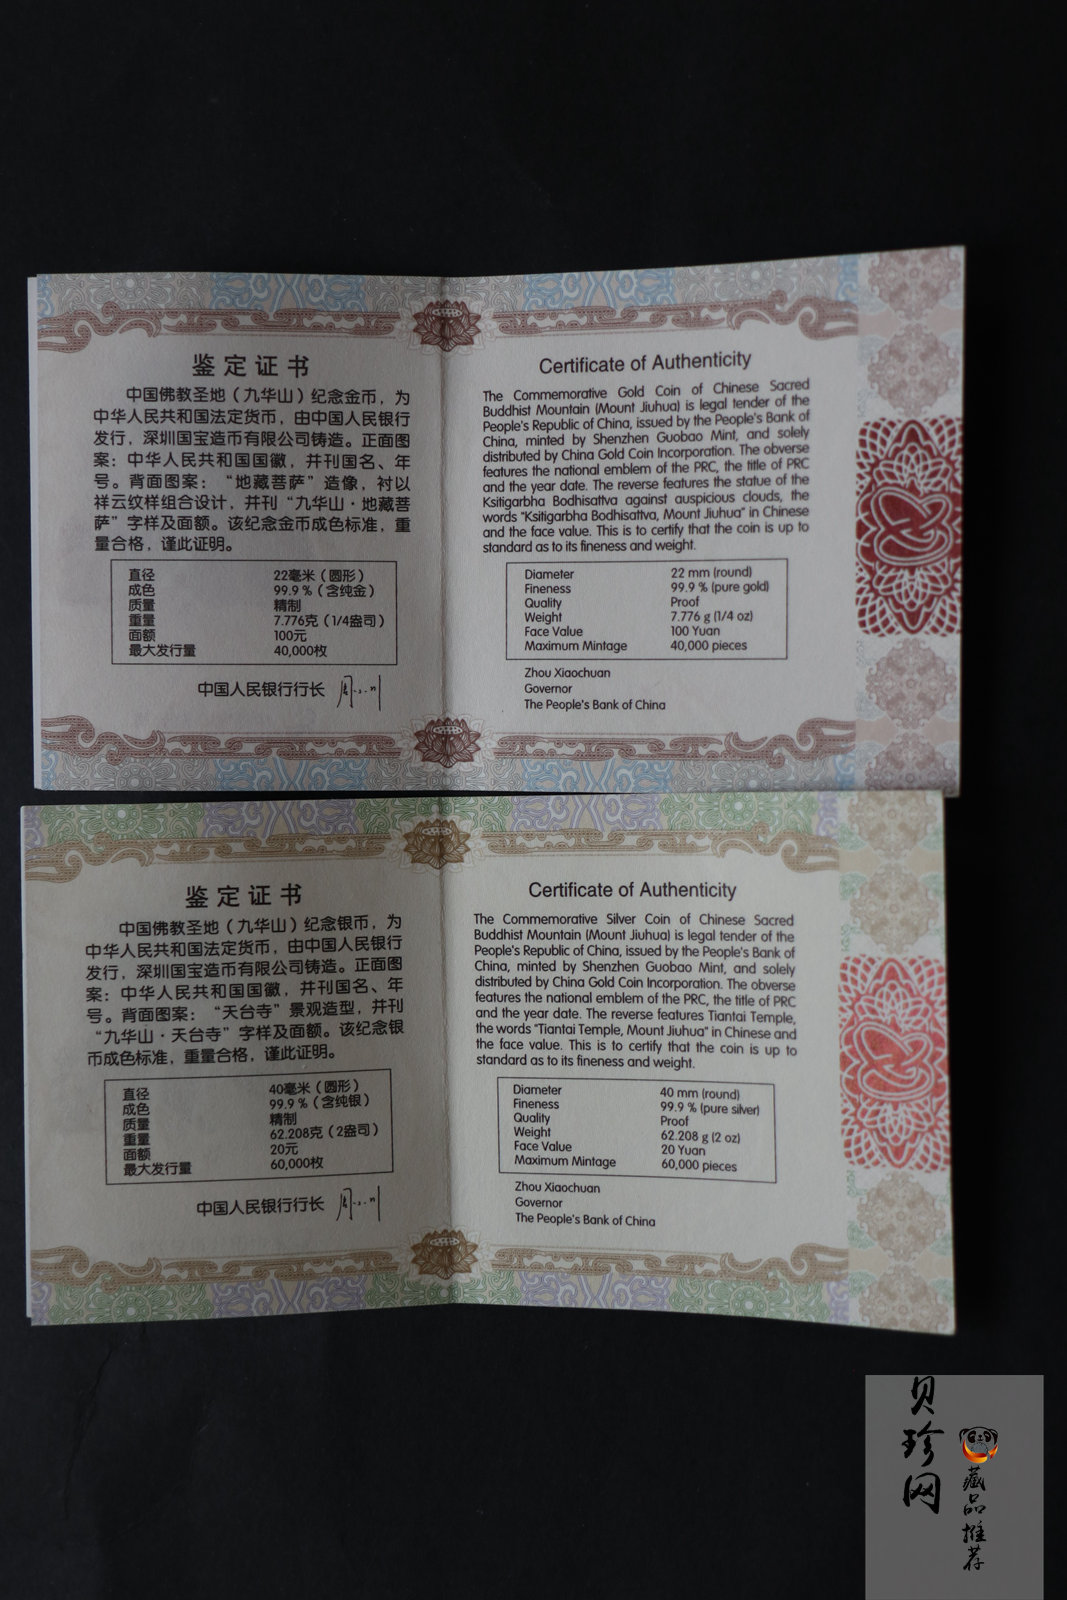 鉴定证书
中国佛教圣地（九华山）纪念金币，为
中华人民共和国法定货币，由中国人民银行
发行，深圳国宝造币有限公司铸造。正面图
案：中华人民共和国国徽，并刊国名、年
号。背面图案：“地藏菩萨”造像，衬以
祥云纹样组合设计，并刊“九华山·地藏菩
萨”字样及面额。该纪念金币成色标准，重
量合格，谨此证明。
直径 22毫米（圆形）
成色 99.9 %（含纯金）
质量 精制
重量 7.776克（1/4盎司）
面额 100元
最大发行量 40,000枚
中国人民银行行长
Certificate of Authenticity
The Commemorative Gold Coin of Chinese Sacred
Buddhist Mountain (Mount Jiuhua) is legal tender of the
People's Republic of China, issued by the People's Bank of
China, minted by Shenzhen Guobao Mint, and solely
distributed by China Gold Coin Incorporation. The obverse
features the national emblem of the PRC, the title of PRC
and the year date. The reverse features the statue of the
Ksitigarbha Bodhisattva against auspicious clouds, the
words "Ksitigarbha Bodhisattva, Mount Jiuhua" in Chinese
and the face value. This is to certify that the coin is up to
standard as to its fineness and weight.
Diameter 22 mm (round)
Fineness 99.9 % (pure gold)
Quality Proof
Weight 7.776 g (1/4 oz)
Face Value 100 Yuan
Maximum Mintage 40,000 pieces
Zhou Xiaochuan
Governor
The People's Bank of China
鉴定证书
中国佛教圣地（九华山）纪念银币，为
中华人民共和国法定货币，由中国人民银行
发行，深圳国宝造币有限公司铸造。正面图
案：中华人民共和国国徽，并刊国名、年
号。背面图案：“天台寺”景观造型，并刊
“九华山·天台寺”字样及面额。该纪念银
币成色标准，重量合格，谨此证明。
直径 40毫米（圆形）
成色 99.9 %（含纯银）
质量 精制
重量 62.208克（2盎司）
面额 20元
最大发行量 60,000枚
中国人民银行行长
Certificate of Authenticity
The Commemorative Silver Coin of Chinese Sacred
Buddhist Mountain (Mount Jiuhua) is legal tender of the
People's Republic of China, issued by the People's Bank of
China, minted by Shenzhen Guobao Mint, and solely
distributed by China Gold Coin Incorporation. The obverse
features the national emblem of the PRC, the title of PRC
and the year date. The reverse features Tiantai Temple,
the words "Tiantai Temple, Mount Jiuhua" in Chinese and
the face value. This is to certify that the coin is up to
standard as to its fineness and weight.
Diameter 40 mm (round)
Fineness 99.9 % (pure silver)
Quality Proof
Weight 62.208 g (2 oz)
Face Value 20 Yuan
Maximum Mintage 60,000 pieces
Zhou Xiaochuan
Governor
The People's Bank of China
贝珍网
藏品推荐